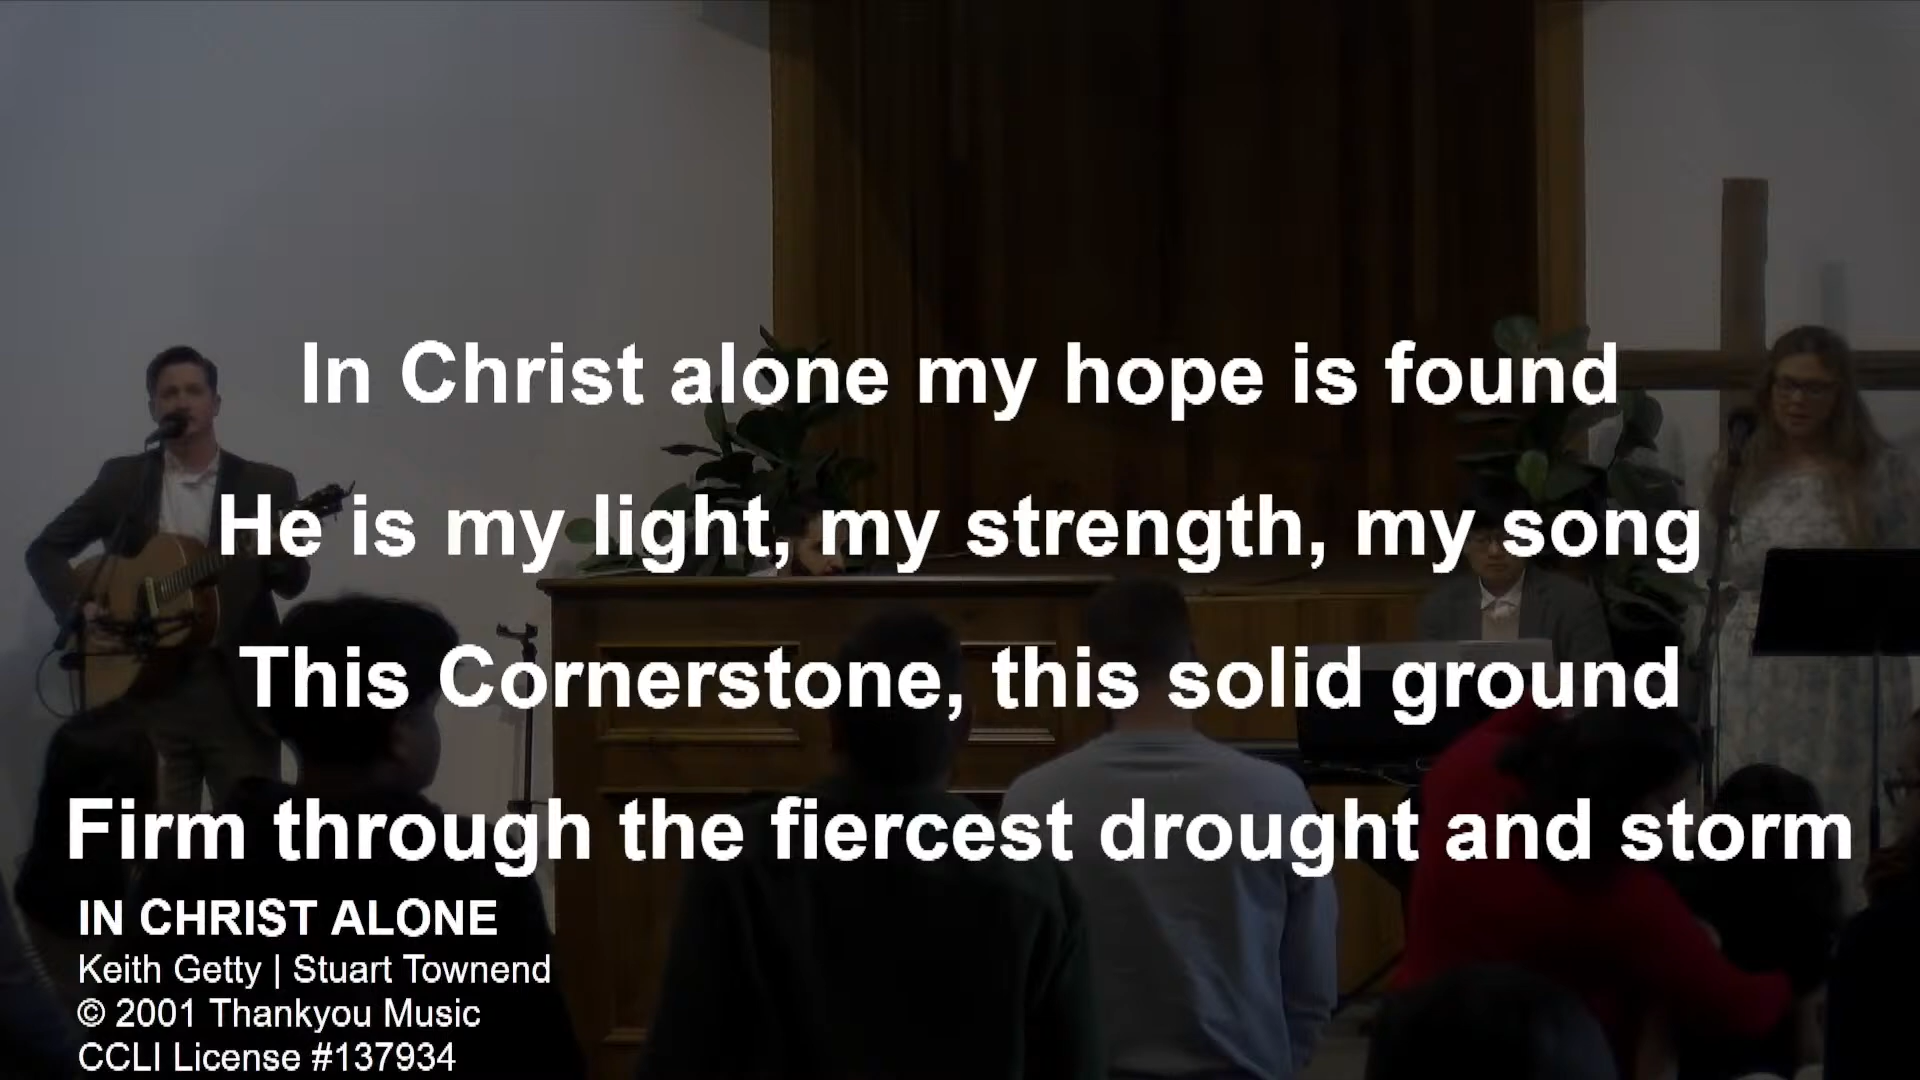 In Christ alone my hope is found
He is my light, my strength, my song
This Cornerstone, this solid ground
Firm through the fiercest drought and storm
IN CHRIST ALONE
Keith Getty | Stuart Townend
© 2001 Thankyou Music
CCLI License #137934